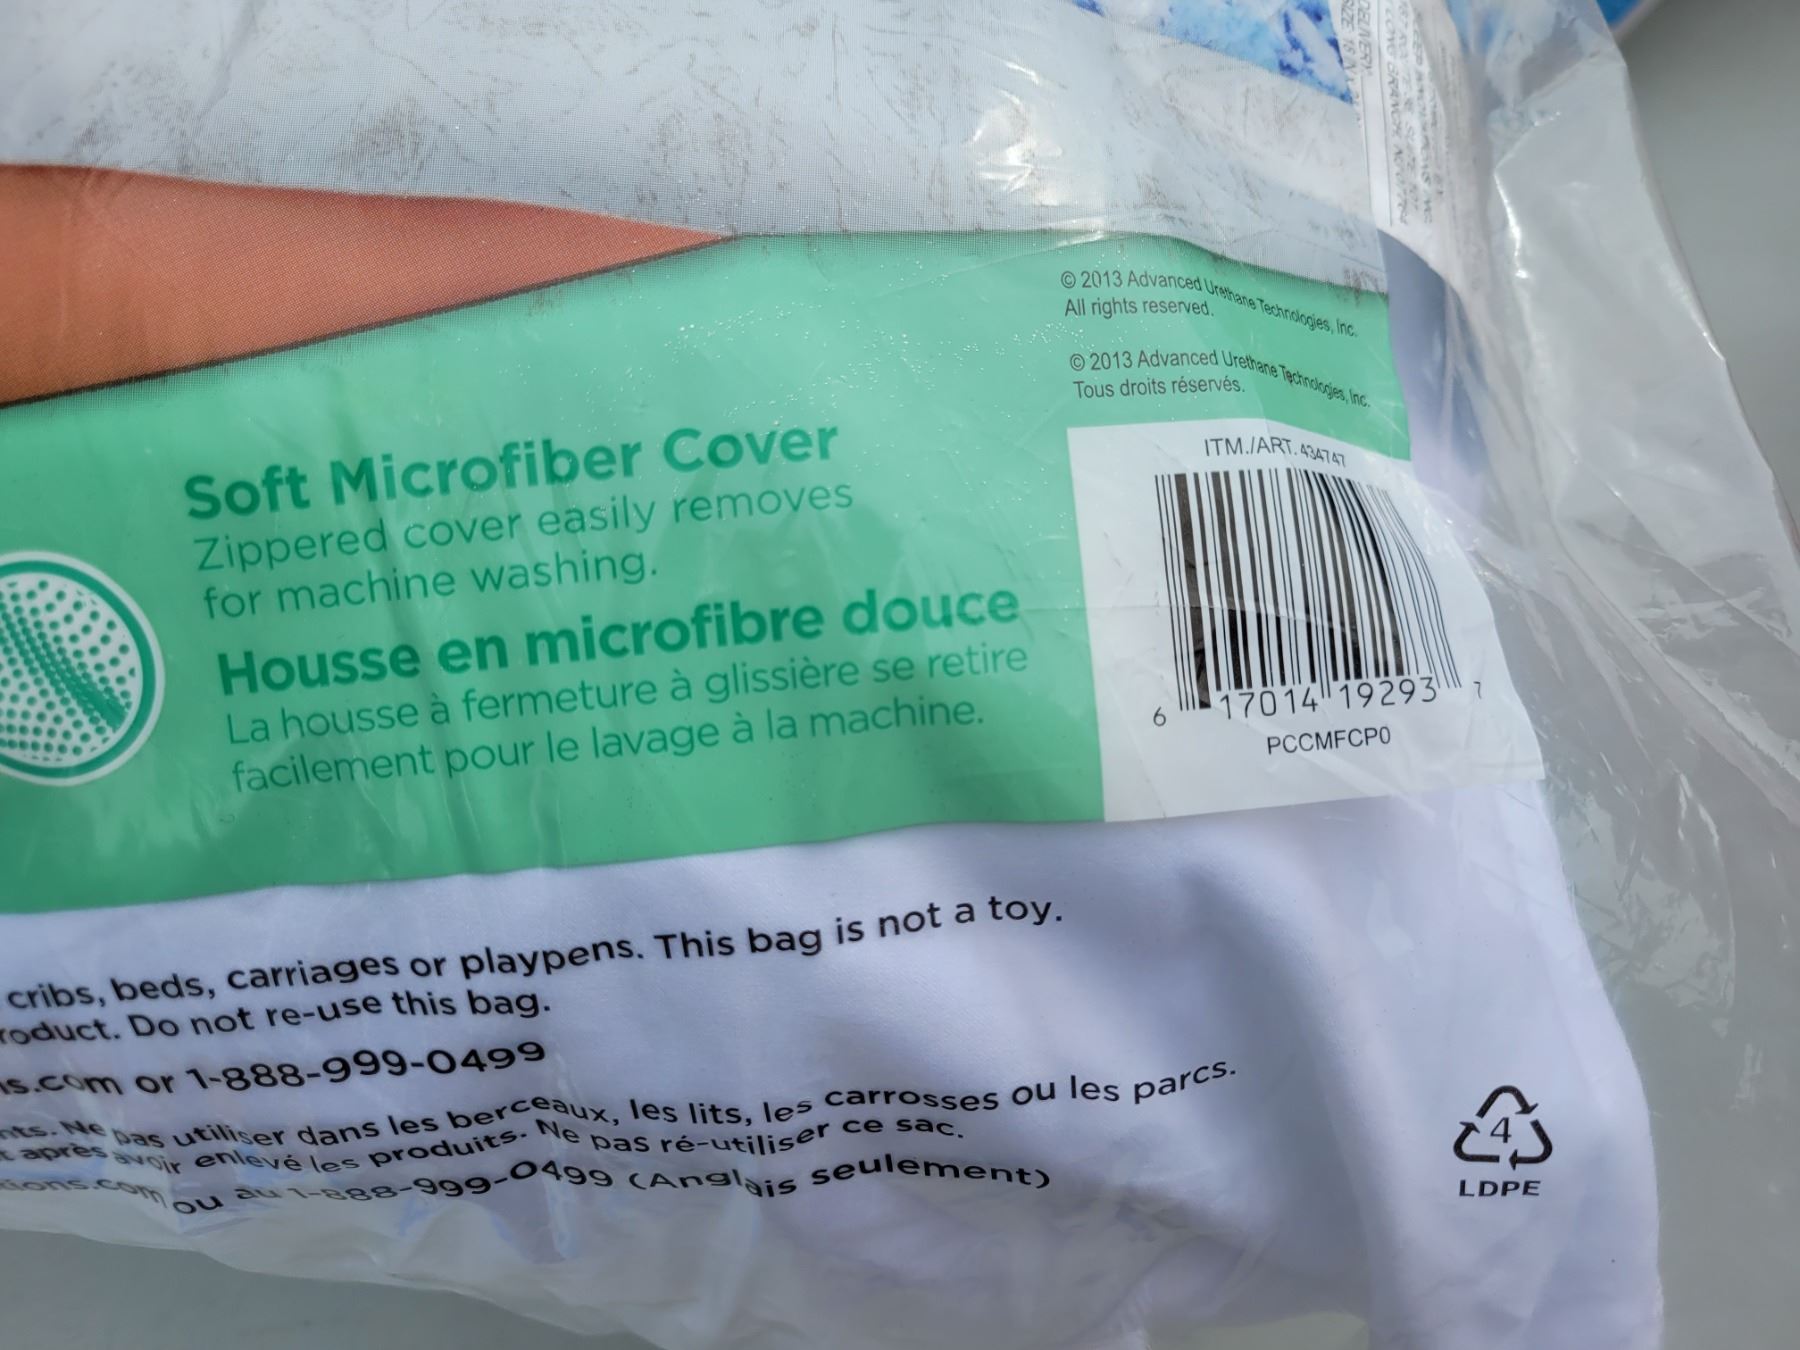 © 2013 Advanced Urethane Technologies, Inc.
All rights reserved.
© 2013 Advanced Urethane Technologies, Inc.
Tous droits réservés.
ITM./ART. 434747
Soft Microfiber Cover
Zippered cover easily removes
for machine washing.
Housse en microfibre douce
La housse à fermeture à glissière se retire
facilement pour le lavage à la machine.
6 17014 19293 7
PCCMFCP0
cribs, beds, carriages or playpens. This bag is not a toy.
Do not re-use this bag.
or 1-888-999-0499
Ne pas utiliser dans les berceaux, les lits, les carrosses ou les parcs.
après avoir enlevé les produits. Ne pas ré-utiliser ce sac.
ou au 1-888-999-0499 (Anglais seulement)
4
LDPE